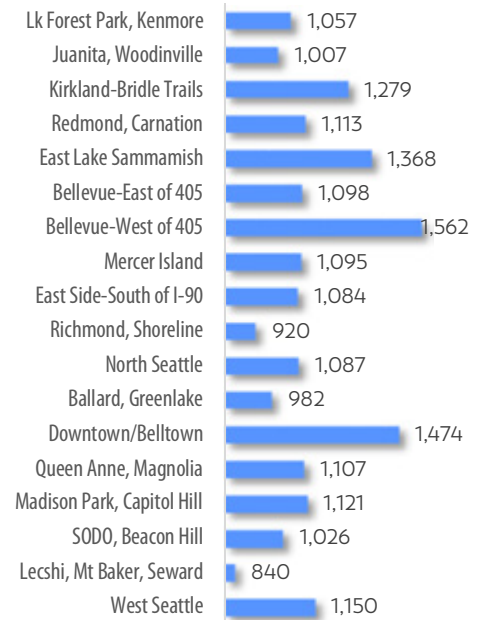 Lk Forest Park, Kenmore 1,057
Juanita, Woodinville 1,007
Kirkland-Bridle Trails 1,279
Redmond, Carnation 1,113
East Lake Sammamish 1,368
Bellevue-East of 405 1,098
Bellevue-West of 405 1,562
Mercer Island 1,095
East Side-South of I-90 1,084
Richmond, Shoreline 920
North Seattle 1,087
Ballard, Greenlake 982
Downtown/Belltown 1,474
Queen Anne, Magnolia 1,107
Madison Park, Capitol Hill 1,121
SODO, Beacon Hill 1,026
Lecshi, Mt Baker, Seward 840
West Seattle 1,150